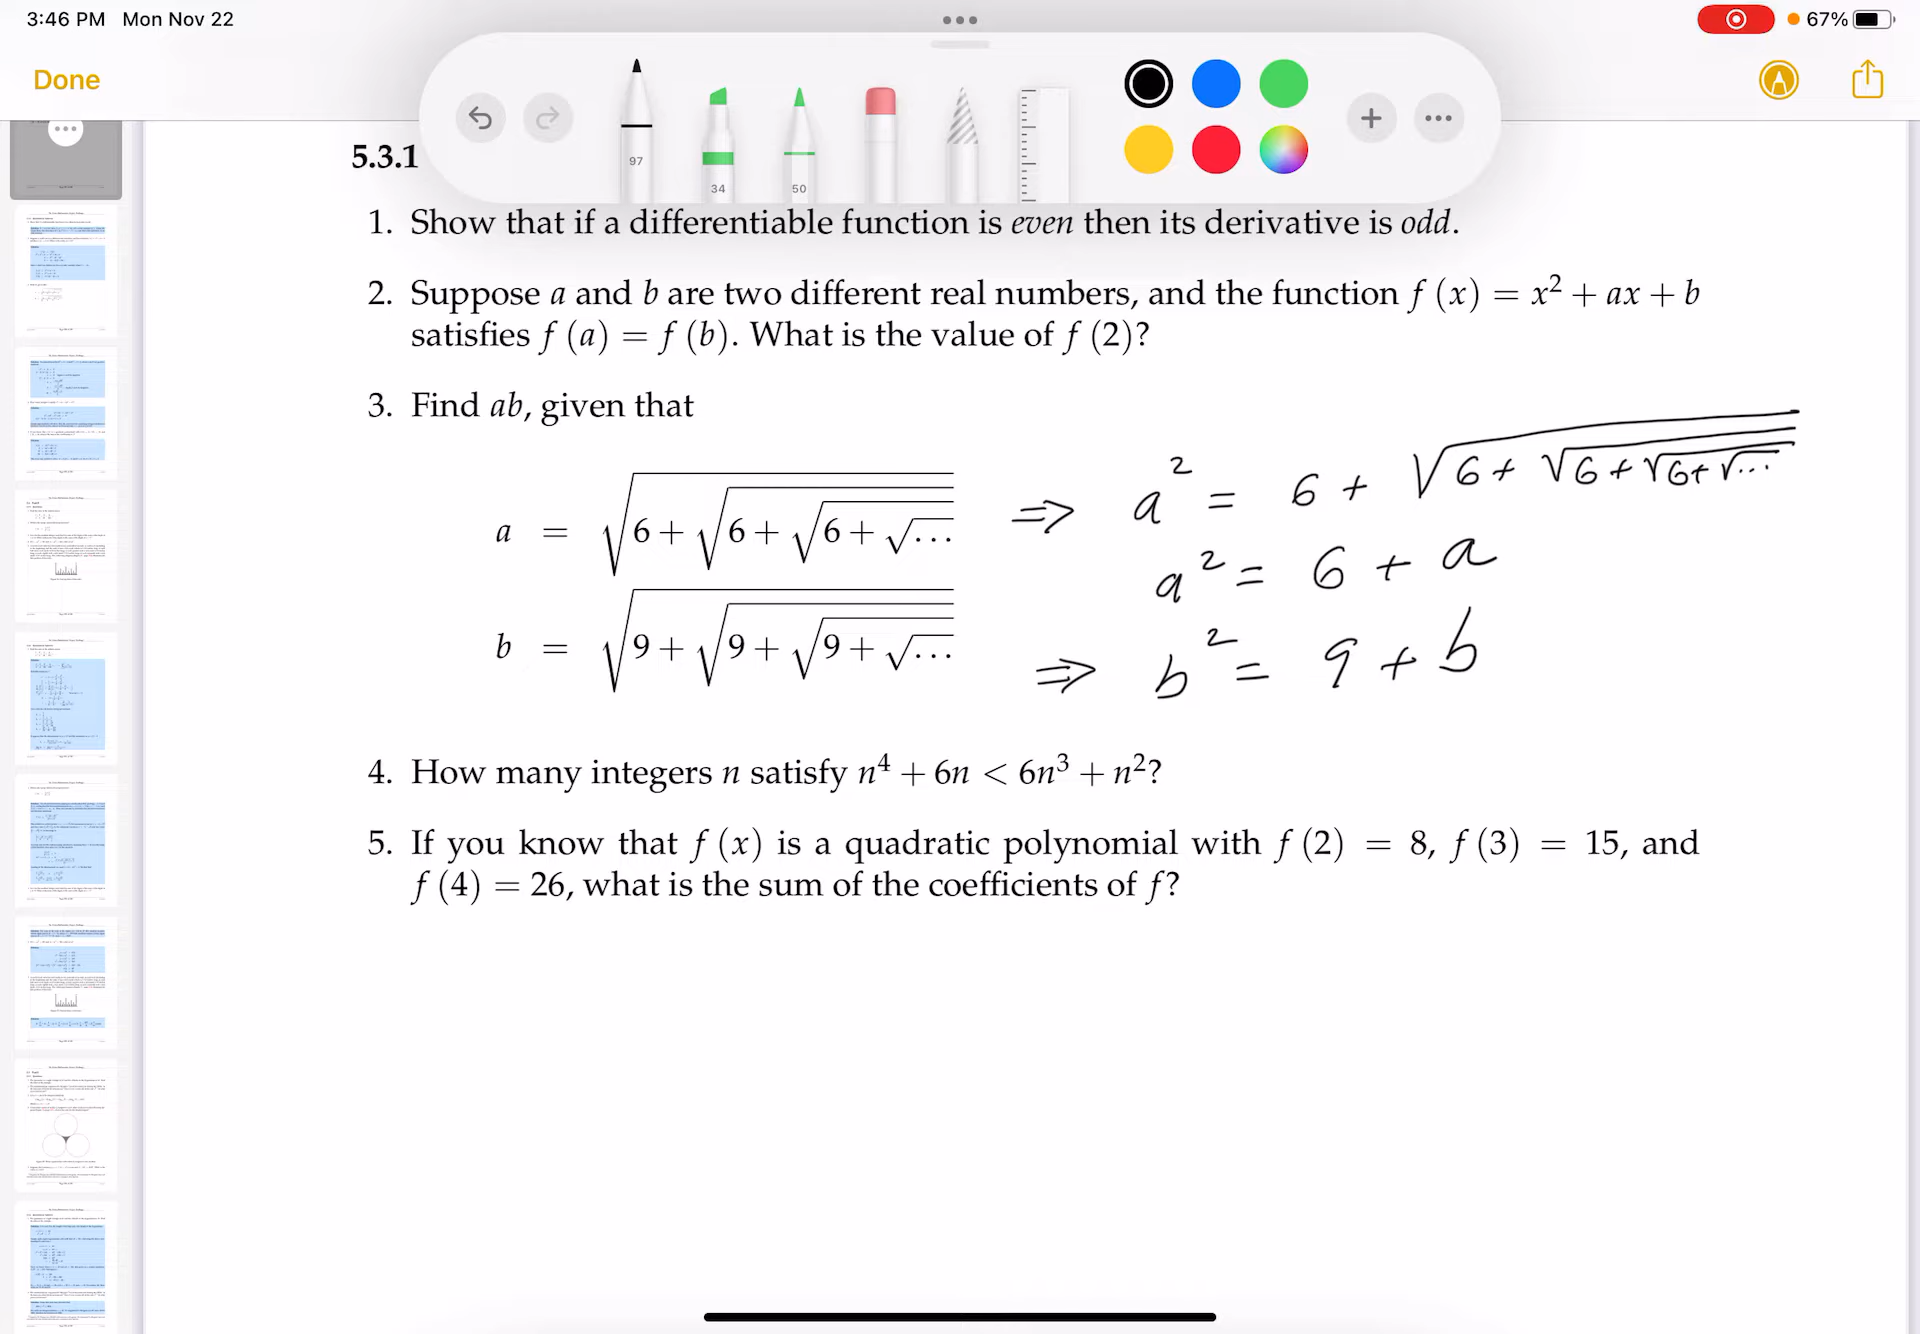 3:46 PM Mon Nov 22
67%
Done
97
34
50
5.3.1
1. Show that if a differentiable function is even then its derivative is odd.
2. Suppose a and b are two different real numbers, and the function f (x) = x² + ax + b
satisfies f (a) = f (b). What is the value of f (2)?
3. Find ab, given that
a = √(6 + √(6 + √(6 + √...))) ⇒ a² = 6 + √(6 + √(6 + √(6 + √...)))
a² = 6 + a
b = √(9 + √(9 + √(9 + √...))) ⇒ b² = 9 + b
4. How many integers n satisfy n⁴ + 6n < 6n³ + n²?
5. If you know that f (x) is a quadratic polynomial with f (2) = 8, f (3) = 15, and
f (4) = 26, what is the sum of the coefficients of f?